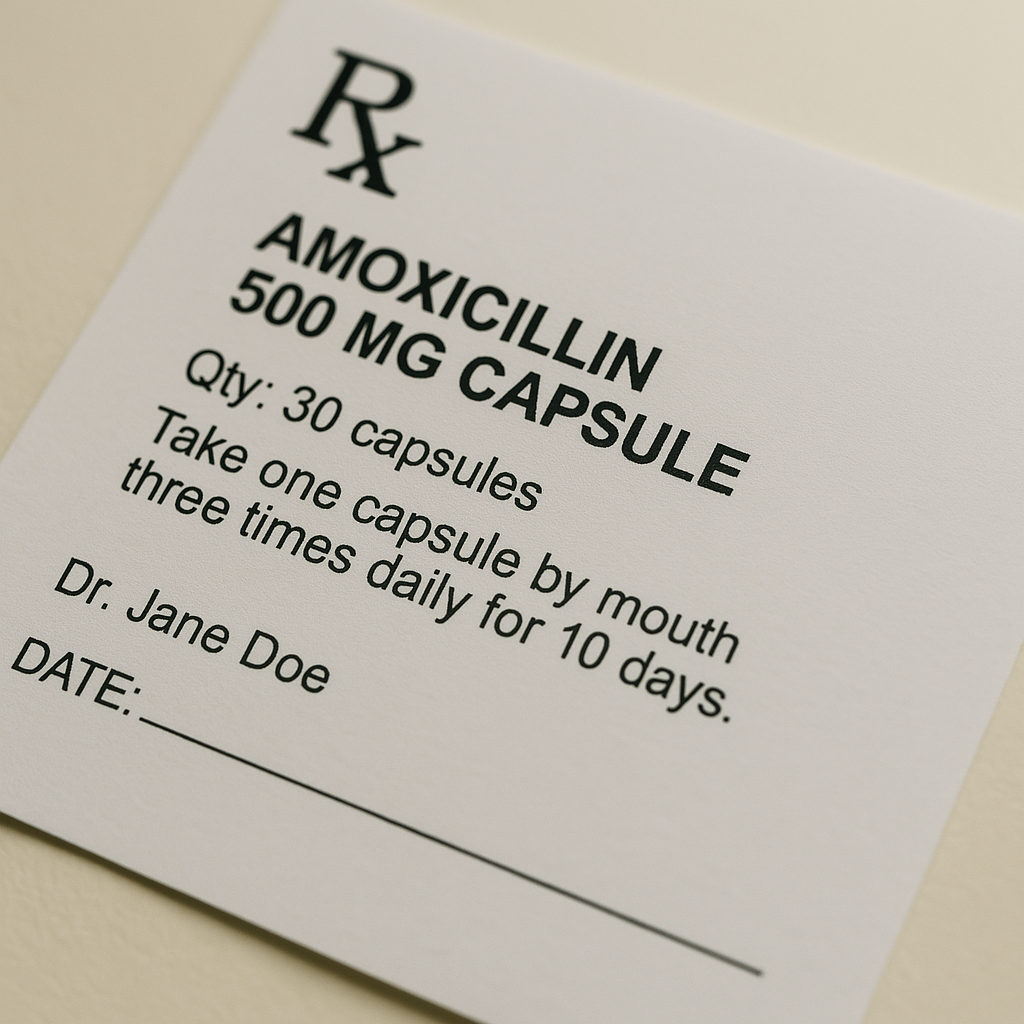 Rx
AMOXICILLIN
500 MG CAPSULE
Qty: 30 capsules
Take one capsule by mouth
three times daily for 10 days.
Dr. Jane Doe
DATE: